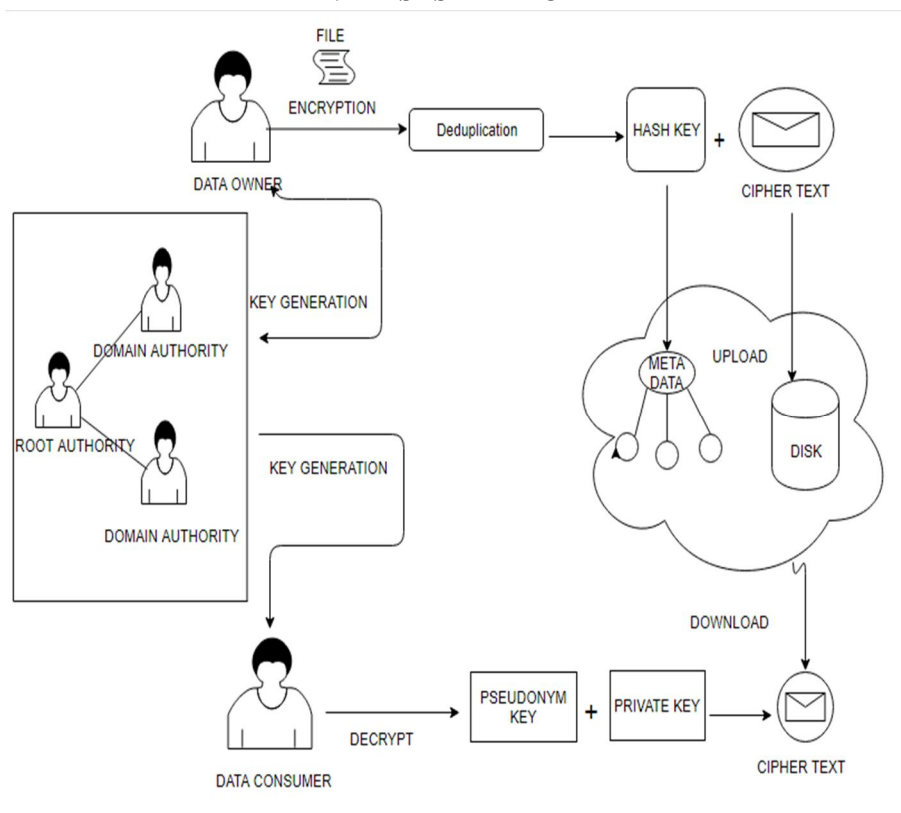 FILE
ENCRYPTION
DATA OWNER
Deduplication
HASH KEY
+
CIPHER TEXT
KEY GENERATION
DOMAIN AUTHORITY
ROOT AUTHORITY
DOMAIN AUTHORITY
KEY GENERATION
META
DATA
UPLOAD
DISK
DOWNLOAD
DATA CONSUMER
DECRYPT
PSEUDONYM
KEY
+
PRIVATE KEY
CIPHER TEXT